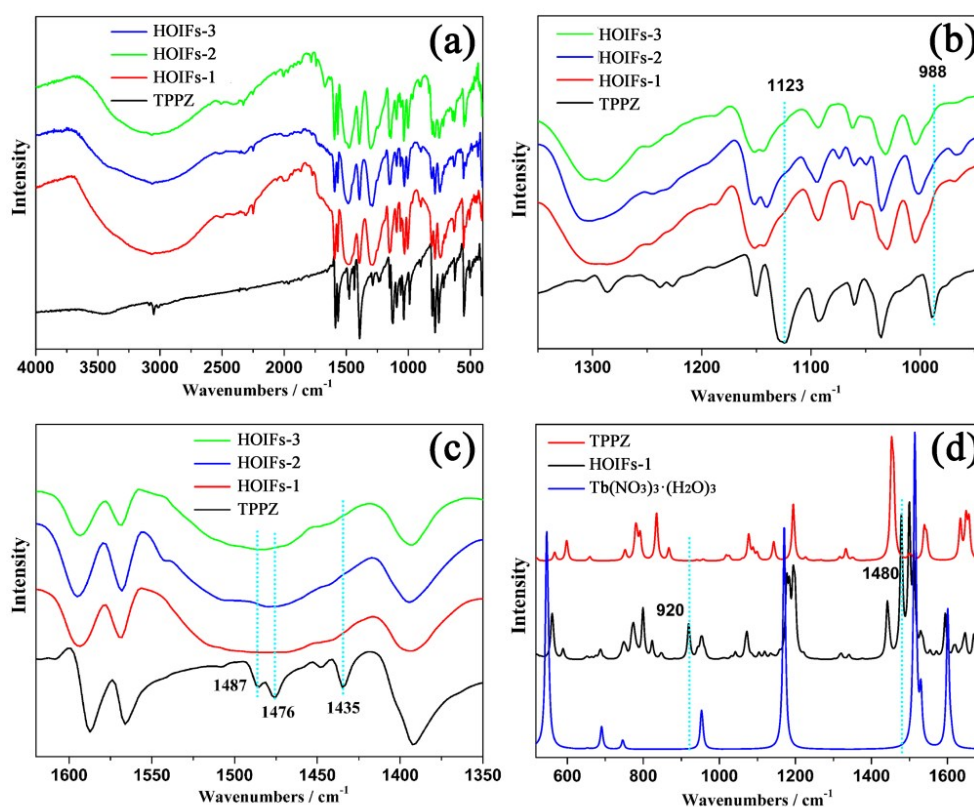 (a)
HOIFs-3
HOIFs-2
HOIFs-1
TPPZ
Intensity
4000 3500 3000 2500 2000 1500 1000 500
Wavenumbers / cm-1
(b)
HOIFs-3
HOIFs-2
HOIFs-1
TPPZ
1123
988
Intensity
1300 1200 1100 1000
Wavenumbers / cm-1
(c)
HOIFs-3
HOIFs-2
HOIFs-1
TPPZ
1487
1476
1435
Intensity
1600 1550 1500 1450 1400 1350
Wavenumbers / cm-1
(d)
TPPZ
HOIFs-1
Tb(NO3)3·(H2O)3
920
1480
Intensity
600 800 1000 1200 1400 1600
Wavenumbers / cm-1